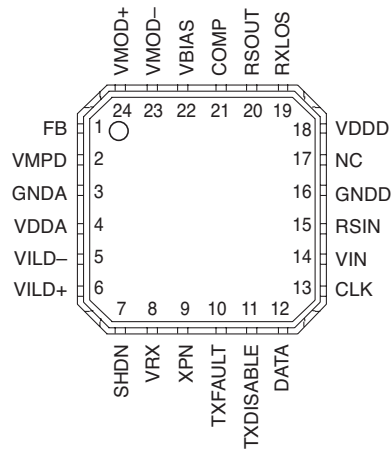 VMOD+
VMOD–
VBIAS
COMP
RSOUT
RXLOS
24 23 22 21 20 19
FB 1
VMPD 2
GNDA 3
VDDA 4
VILD– 5
VILD+ 6
18 VDDD
17 NC
16 GNDD
15 RSIN
14 VIN
13 CLK
7 8 9 10 11 12
SHDN
VRX
XPN
TXFAULT
TXDISABLE
DATA